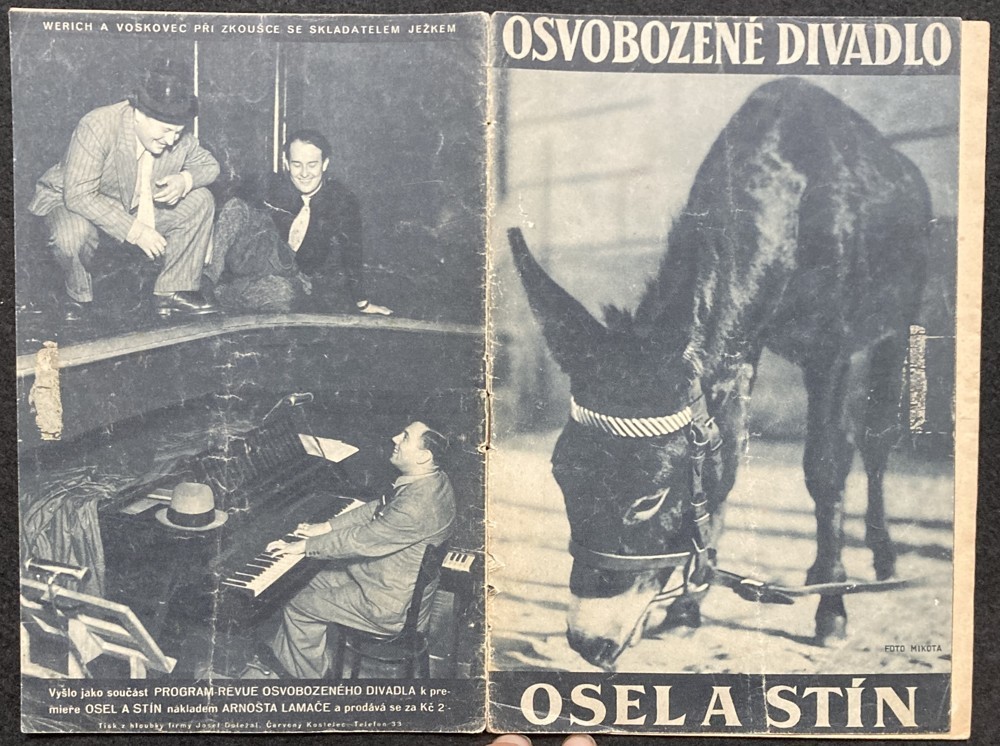 WERICH A VOSKOVEC PŘI ZKOUŠCE SE SKLADATELEM JEŽKEM
Vyšlo jako součást PROGRAM-REVUE OSVOBOZENÉHO DIVADLA k pre-
mieře OSEL A STÍN nákladem ARNOŠTA LAMAČE a prodává se za Kč 2·-
Tisk z hloubky firmy Josef Doležal, Červený Kostelec. Telefon 33
OSVOBOZENÉ DIVADLO
FOTO MIKOTA
OSEL A STÍN